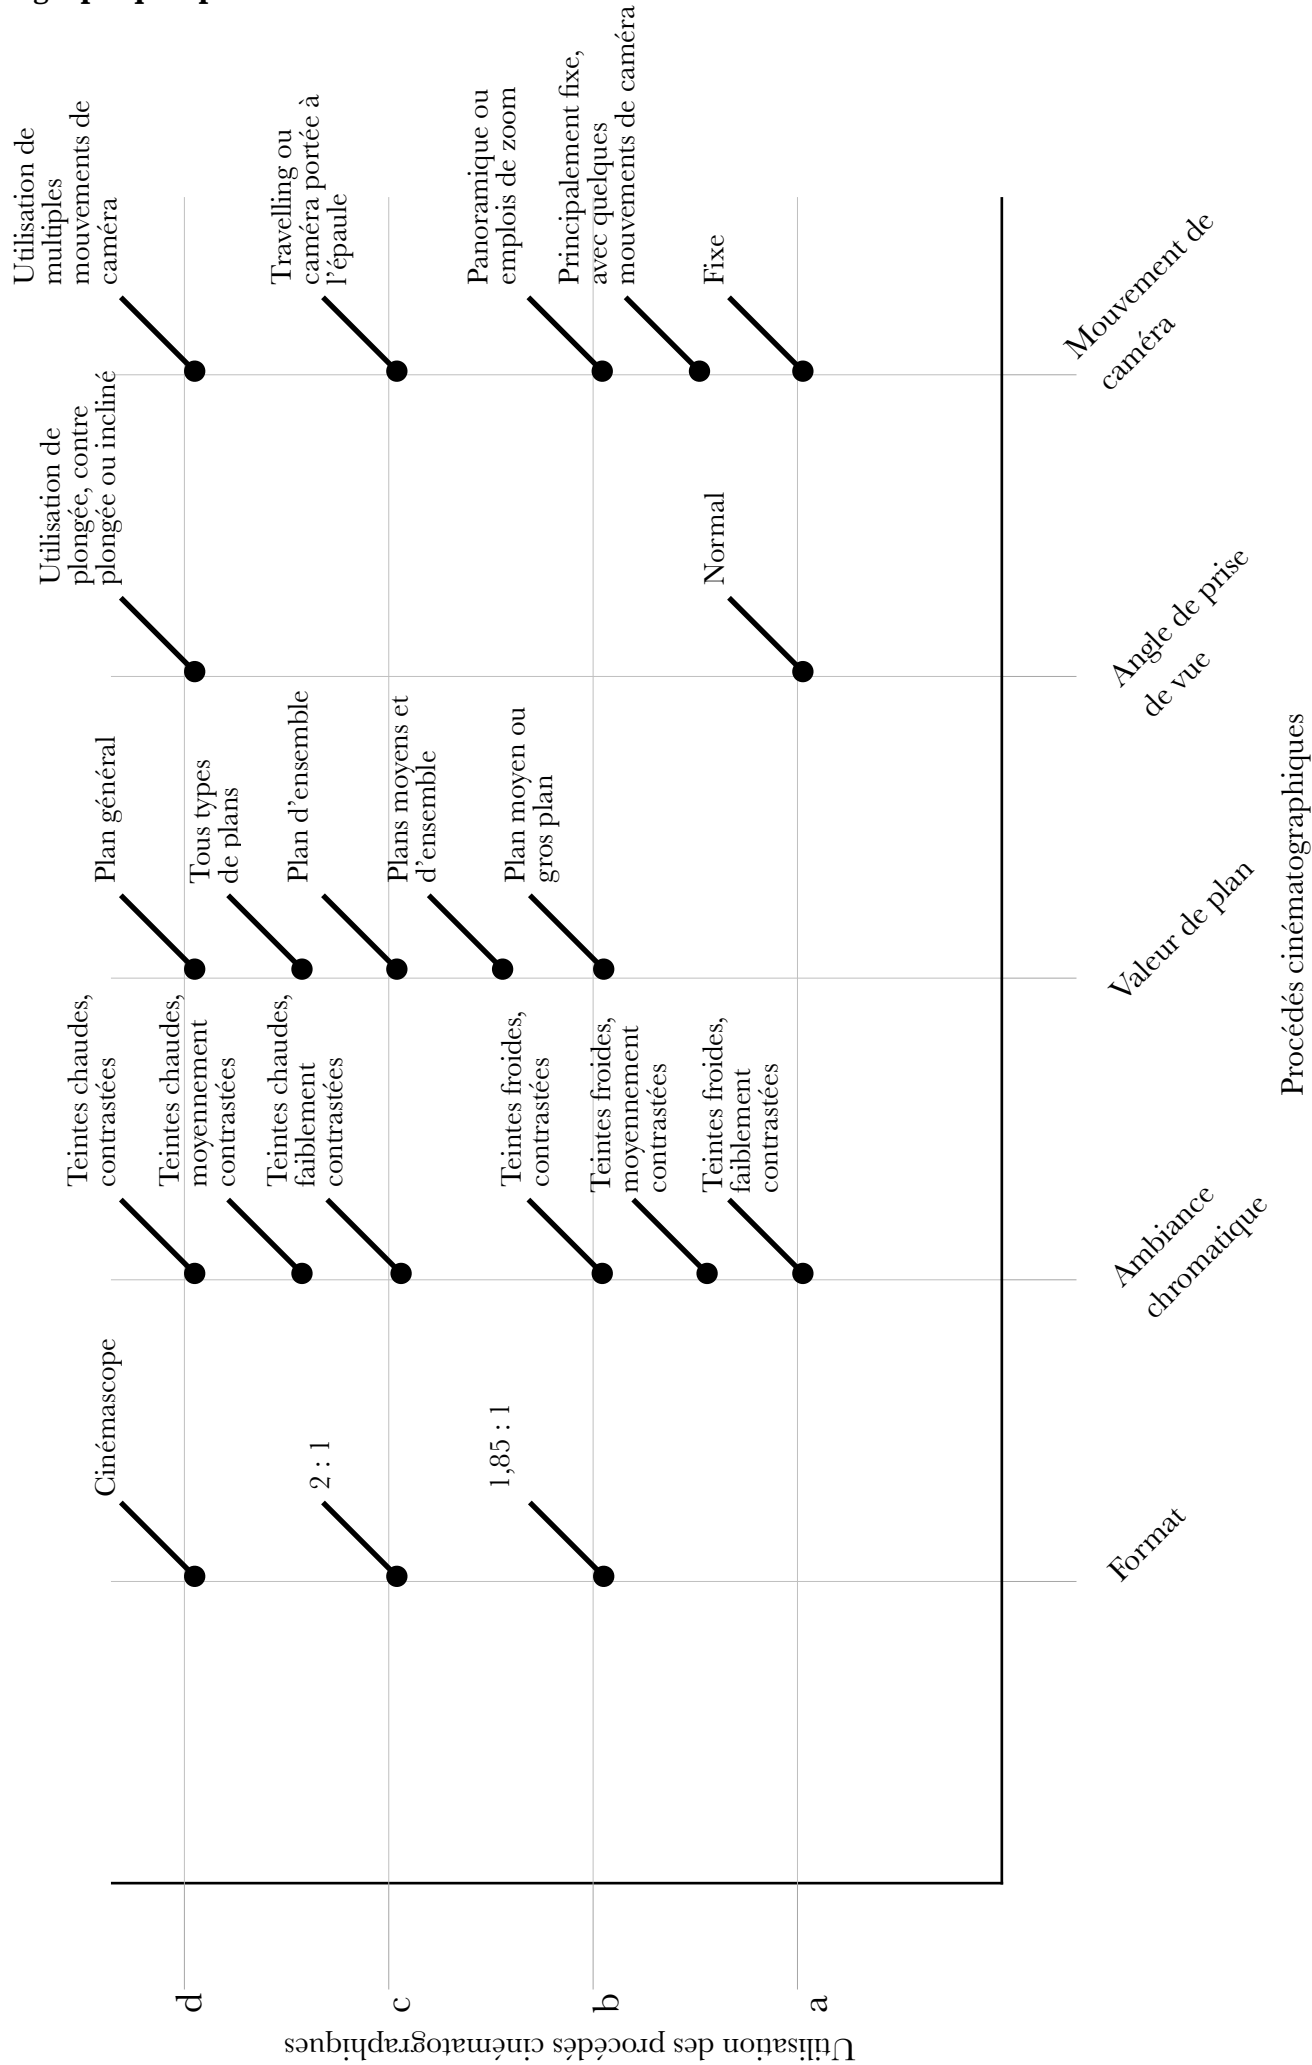 Utilisation des procédés cinématographiques
d
c
b
a
Cinémascope
2 : 1
1,85 : 1
Teintes chaudes,
contrastées
Teintes chaudes,
moyennement
contrastées
Teintes chaudes,
faiblement
contrastées
Teintes froides,
contrastées
Teintes froides,
moyennement
contrastées
Teintes froides,
faiblement
contrastées
Plan général
Tous types
de plans
Plan d’ensemble
Plans moyens et
d’ensemble
Plan moyen ou
gros plan
Utilisation de
plongée, contre
plongée ou incliné
Normal
Utilisation de
multiples
mouvements de
caméra
Travelling ou
caméra portée à
l’épaule
Panoramique ou
emplois de zoom
Principalement fixe,
avec quelques
mouvements de caméra
Fixe
Format
Ambiance
chromatique
Valeur de plan
Angle de prise
de vue
Mouvement de
caméra
Procédés cinématographiques